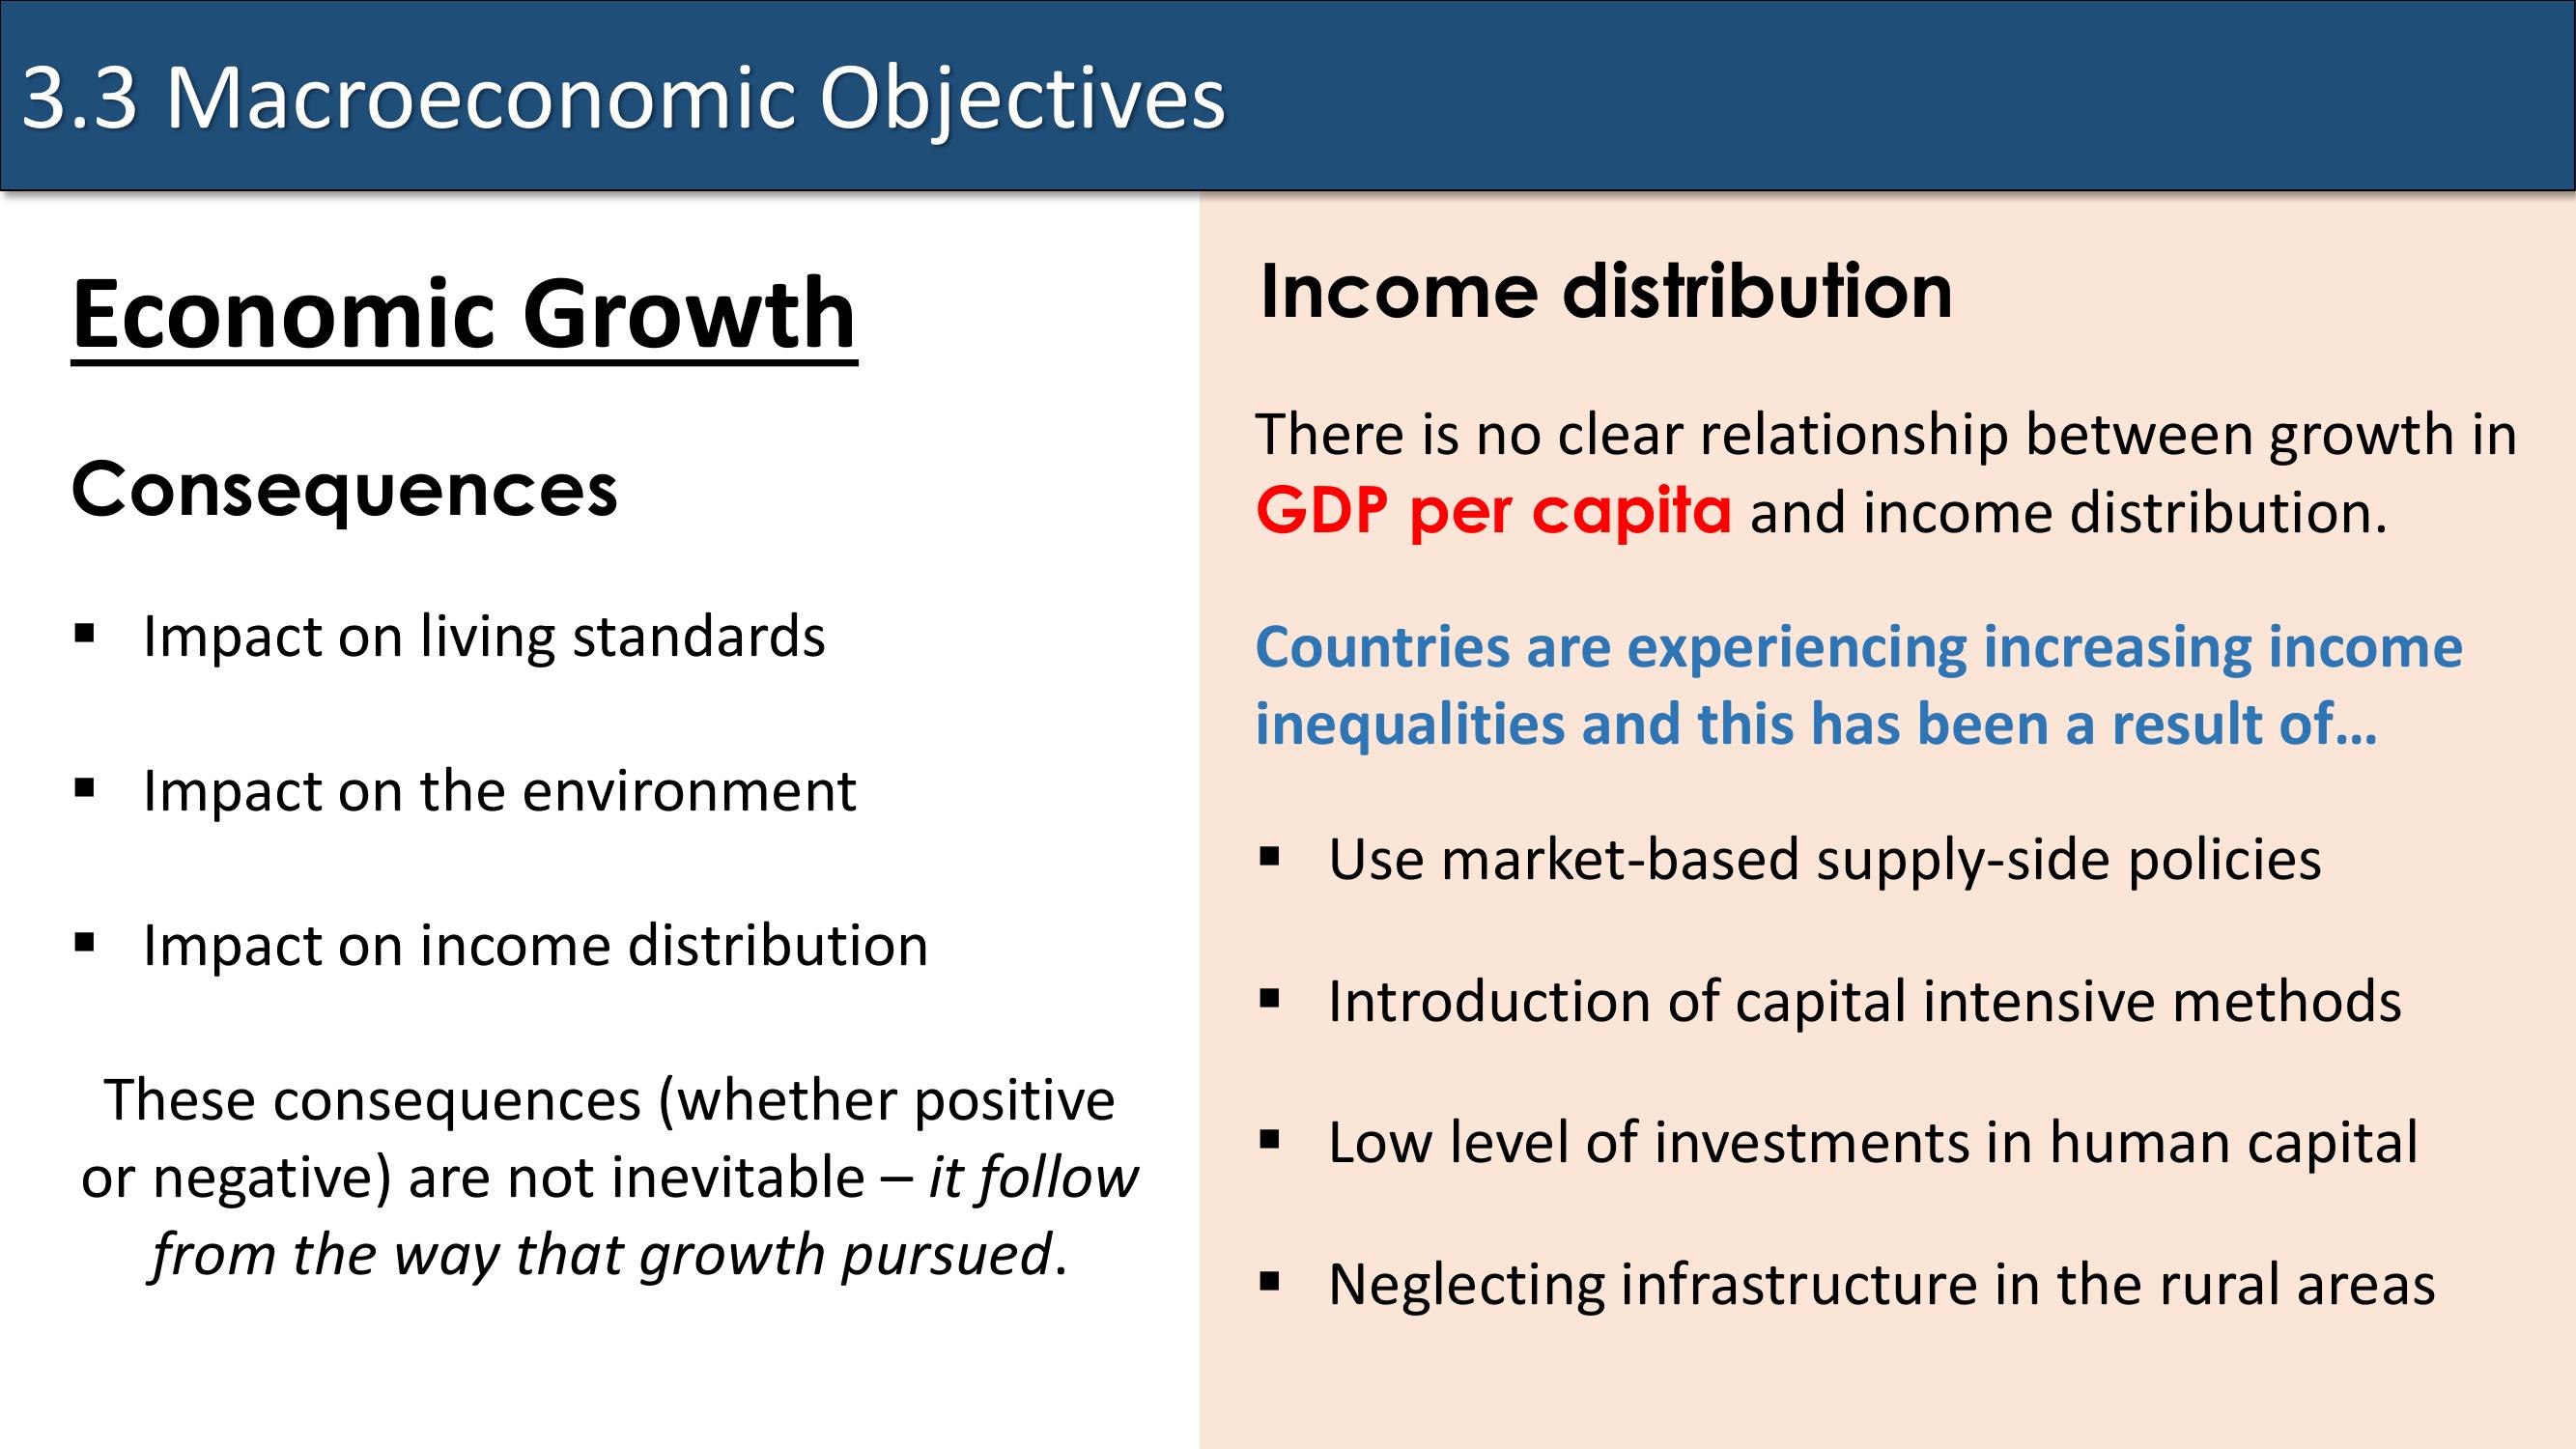 3.3 Macroeconomic Objectives
Economic Growth
Consequences
▪ Impact on living standards
▪ Impact on the environment
▪ Impact on income distribution
These consequences (whether positive
or negative) are not inevitable – it follow
from the way that growth pursued.
Income distribution
There is no clear relationship between growth in
GDP per capita and income distribution.
Countries are experiencing increasing income
inequalities and this has been a result of…
▪ Use market-based supply-side policies
▪ Introduction of capital intensive methods
▪ Low level of investments in human capital
▪ Neglecting infrastructure in the rural areas